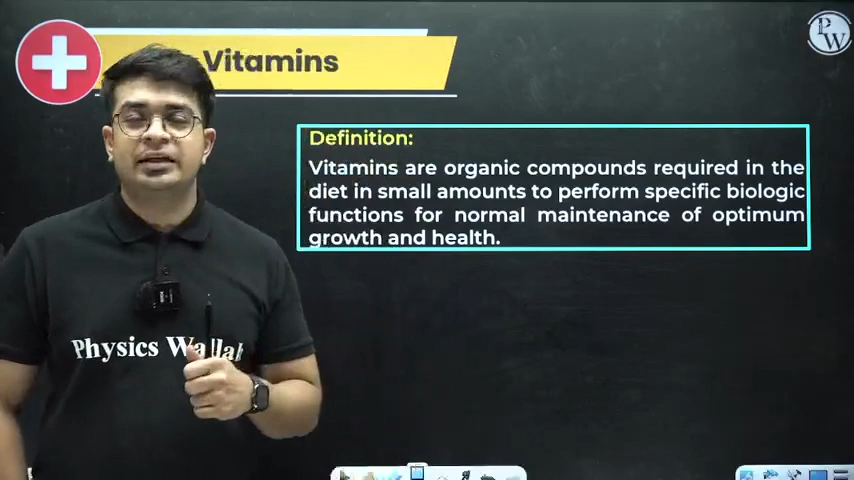 Vitamins
PW
Definition:
Vitamins are organic compounds required in the
diet in small amounts to perform specific biologic
functions for normal maintenance of optimum
growth and health.
Physics Wallah